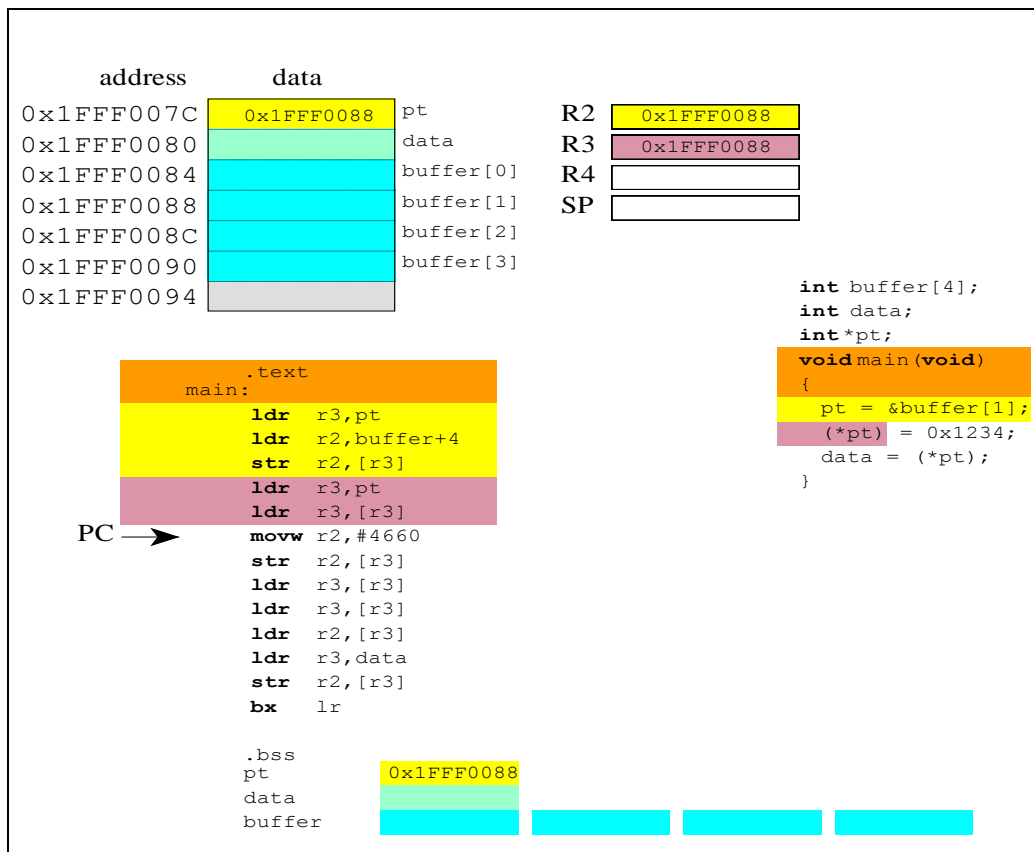 address data
0x1FFF007C 0x1FFF0088 pt
0x1FFF0080 data
0x1FFF0084 buffer[0]
0x1FFF0088 buffer[1]
0x1FFF008C buffer[2]
0x1FFF0090 buffer[3]
0x1FFF0094
R2 0x1FFF0088
R3 0x1FFF0088
R4
SP
int buffer[4];
int data;
int *pt;
void main(void)
{
pt = &buffer[1];
(*pt) = 0x1234;
data = (*pt);
}
.text
main:
ldr r3,pt
ldr r2,buffer+4
str r2,[r3]
ldr r3,pt
ldr r3,[r3]
PC movw r2,#4660
str r2,[r3]
ldr r3,[r3]
ldr r3,[r3]
ldr r2,[r3]
ldr r3,data
str r2,[r3]
bx lr
.bss
pt 0x1FFF0088
data
buffer